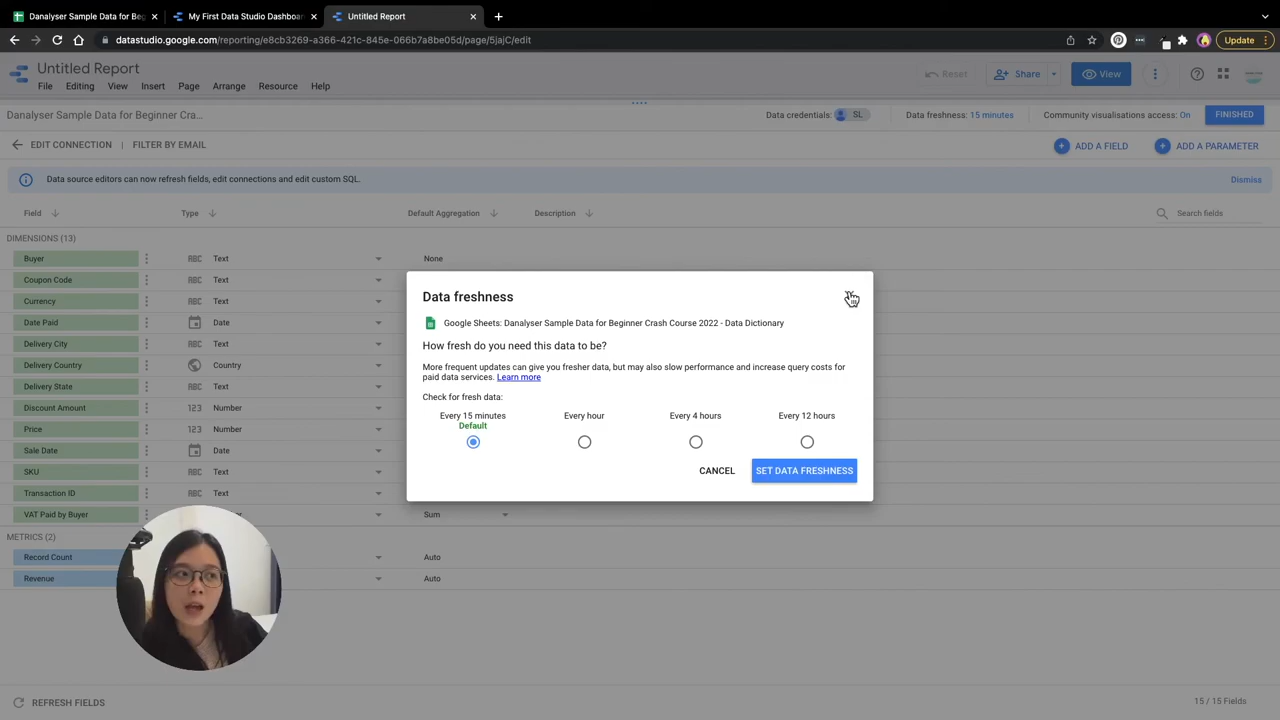 Danalyser Sample Data for Beg
My First Data Studio Dashboar
Untitled Report
datastudio.google.com/reporting/e8cb3269-a366-421c-845e-066b7a8be05d/page/5jajC/edit
Update
Untitled Report
File Editing View Insert Page Arrange Resource Help
Reset
Share
View
Danalyser Sample Data for Beginner Cra...
Data credentials: SL
Data freshness: 15 minutes
Community visualisations access: On
FINISHED
EDIT CONNECTION | FILTER BY EMAIL
ADD A FIELD
ADD A PARAMETER
Data source editors can now refresh fields, edit connections and edit custom SQL.
Dismiss
Field Type Default Aggregation Description
Search fields
DIMENSIONS (13)
Buyer ABC Text None
Coupon Code ABC Text
Currency ABC Text
Date Paid Date
Delivery City ABC Text
Delivery Country Country
Delivery State ABC Text
Discount Amount 123 Number
Price 123 Number
Sale Date Date
SKU ABC Text
Transaction ID ABC Text
VAT Paid by Buyer Sum
METRICS (2)
Record Count Auto
Revenue Auto
Data freshness
Google Sheets: Danalyser Sample Data for Beginner Crash Course 2022 - Data Dictionary
How fresh do you need this data to be?
More frequent updates can give you fresher data, but may also slow performance and increase query costs for
paid data services. Learn more
Check for fresh data:
Every 15 minutes Every hour Every 4 hours Every 12 hours
Default
CANCEL
SET DATA FRESHNESS
REFRESH FIELDS
15 / 15 Fields